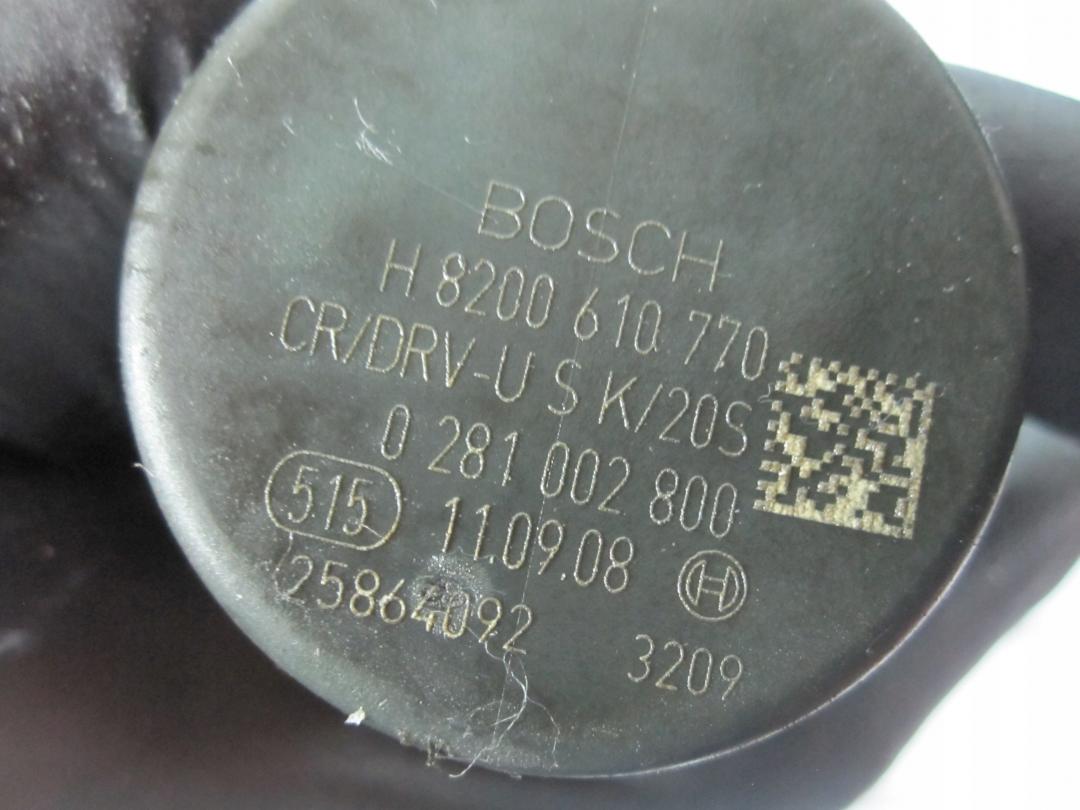 BOSCH
H 8200 610 770
CR/DRV-U S K/20S
0 281 002 800
515 11.09.08 H
25864092 3209